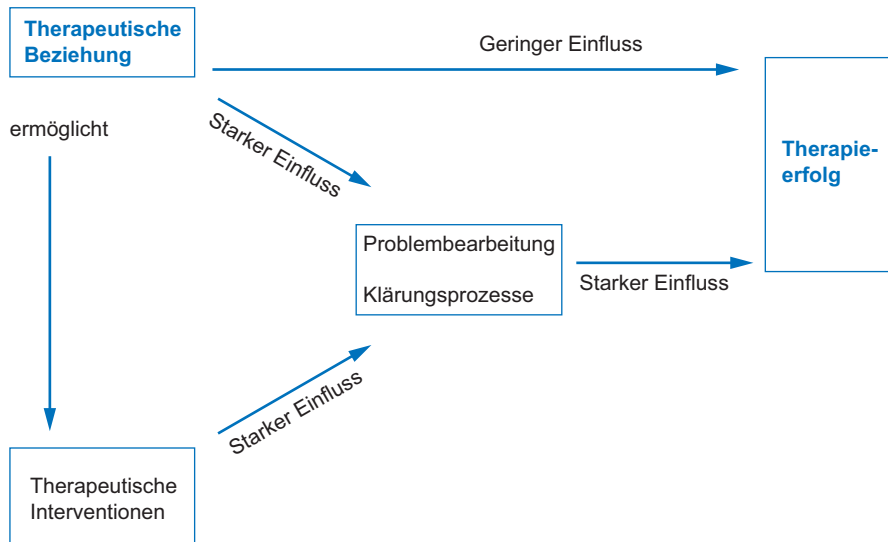 Therapeutische
Beziehung
Geringer Einfluss
ermöglicht
Starker Einfluss
Therapie-
erfolg
Problembearbeitung
Klärungsprozesse
Starker Einfluss
Starker Einfluss
Therapeutische
Interventionen